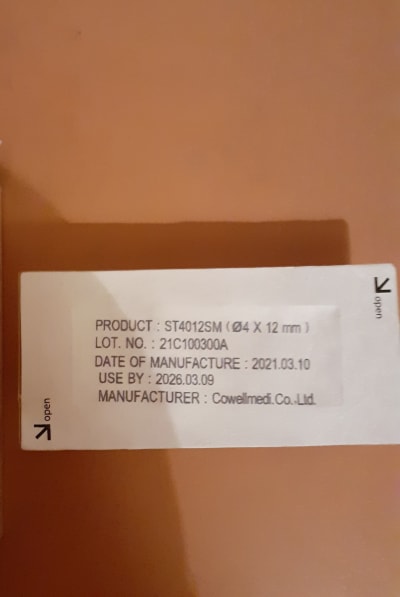 open
PRODUCT : ST4012SM ( Ø4 X 12 mm )
LOT. NO. : 21C100300A
DATE OF MANUFACTURE : 2021.03.10
USE BY : 2026.03.09
MANUFACTURER : Cowellmedi.Co.,Ltd.
open